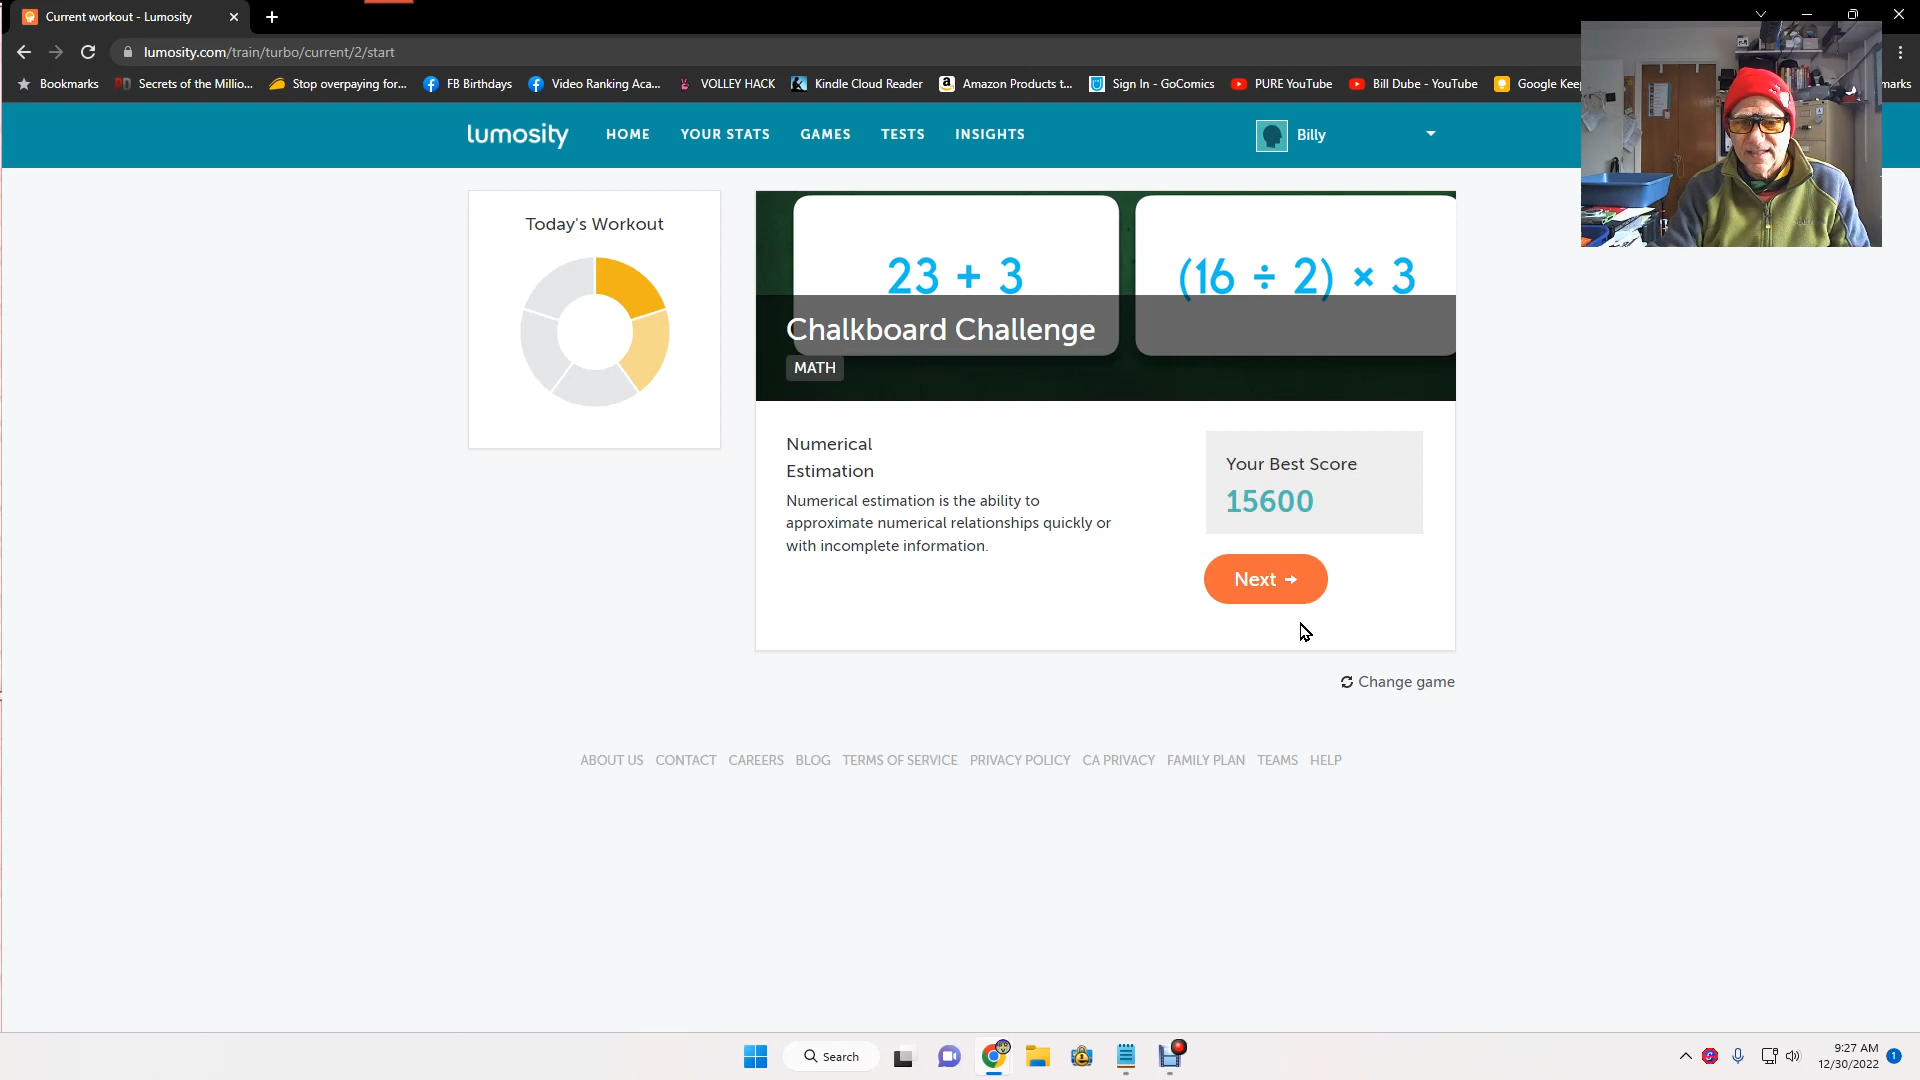 Current workout - Lumosity
lumosity.com/train/turbo/current/2/start
Bookmarks Secrets of the Millio... Stop overpaying for... FB Birthdays Video Ranking Aca... VOLLEY HACK Kindle Cloud Reader Amazon Products t... Sign In - GoComics PURE YouTube Bill Dube - YouTube Google Keep marks
lumosity HOME YOUR STATS GAMES TESTS INSIGHTS Billy
Today's Workout
23 + 3 (16 ÷ 2) × 3
Chalkboard Challenge
MATH
Numerical
Estimation
Numerical estimation is the ability to
approximate numerical relationships quickly or
with incomplete information.
Your Best Score
15600
Next
Change game
ABOUT US CONTACT CAREERS BLOG TERMS OF SERVICE PRIVACY POLICY CA PRIVACY FAMILY PLAN TEAMS HELP
Search
9:27 AM
12/30/2022
1